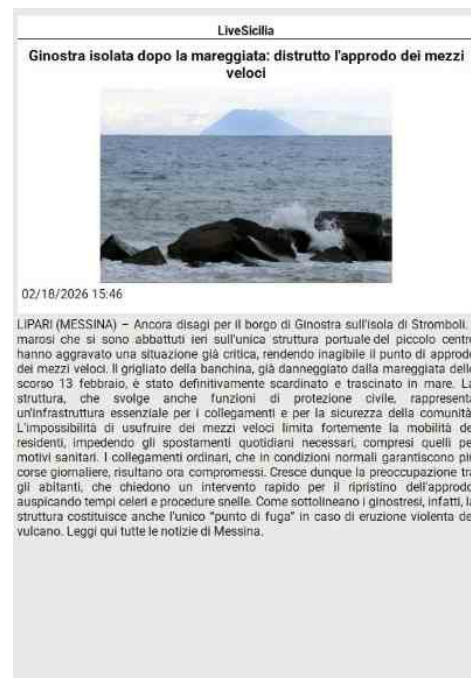 LiveSicilia
Ginostra isolata dopo la mareggiata: distrutto l'approdo dei mezzi
veloci
02/18/2026 15:46
LIPARI (MESSINA) – Ancora disagi per il borgo di Ginostra sull'isola di Stromboli.
marosi che si sono abbattuti ieri sull'unica struttura portuale del piccolo centro
hanno aggravato una situazione già critica, rendendo inagibile il punto di approdo
dei mezzi veloci. Il grigliato della banchina, già danneggiato dalla mareggiata dello
scorso 13 febbraio, è stato definitivamente scardinato e trascinato in mare. La
struttura, che svolge anche funzioni di protezione civile, rappresenta
un'infrastruttura essenziale per i collegamenti e per la sicurezza della comunità.
L'impossibilità di usufruire dei mezzi veloci limita fortemente la mobilità dei
residenti, impedendo gli spostamenti quotidiani necessari, compresi quelli pe
motivi sanitari. I collegamenti ordinari, che in condizioni normali garantiscono pi
corse giornaliere, risultano ora compromessi. Cresce dunque la preoccupazione tra
gli abitanti, che chiedono un intervento rapido per il ripristino dell'approdo
auspicando tempi celeri e procedure snelle. Come sottolineano i ginostresi, infatti, la
struttura costituisce anche l'unico "punto di fuga" in caso di eruzione violenta de
vulcano. Leggi qui tutte le notizie di Messina.